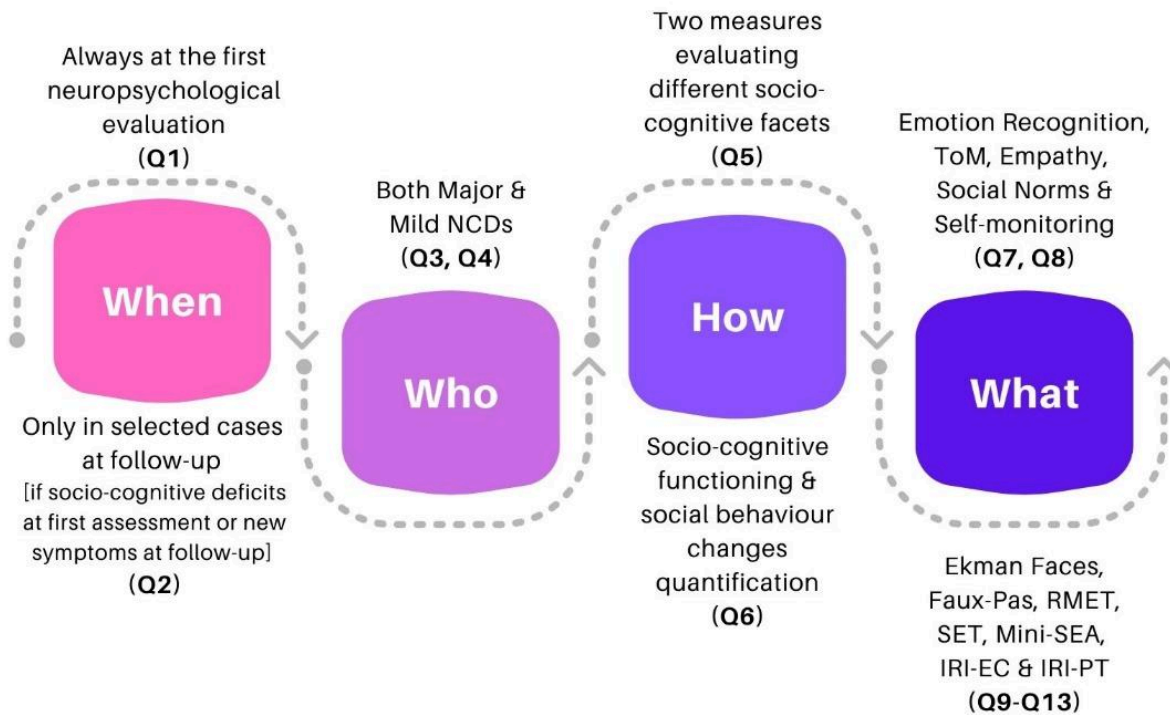 Always at the first
neuropsychological
evaluation
(Q1)
When
Only in selected cases
at follow-up
[if socio-cognitive deficits
at first assessment or new
symptoms at follow-up]
(Q2)
Both Major &
Mild NCDs
(Q3, Q4)
Who
Two measures
evaluating
different socio-
cognitive facets
(Q5)
How
Socio-cognitive
functioning &
social behaviour
changes
quantification
(Q6)
Emotion Recognition,
ToM, Empathy,
Social Norms &
Self-monitoring
(Q7, Q8)
What
Ekman Faces,
Faux-Pas, RMET,
SET, Mini-SEA,
IRI-EC & IRI-PT
(Q9-Q13)